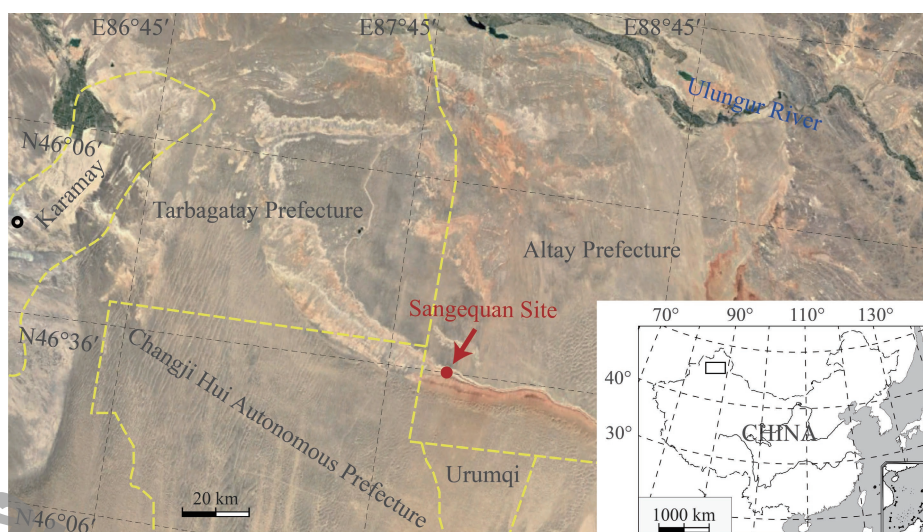 E86°45′
E87°45′
E88°45′
Ulungur River
N46°06′
Karamay
Tarbagatay Prefecture
Altay Prefecture
Sangequan Site
N46°36′
Changji Hui Autonomous Prefecture
Urumqi
20 km
N46°06′
70°
90°
110°
130°
40°
30°
CHINA
1000 km